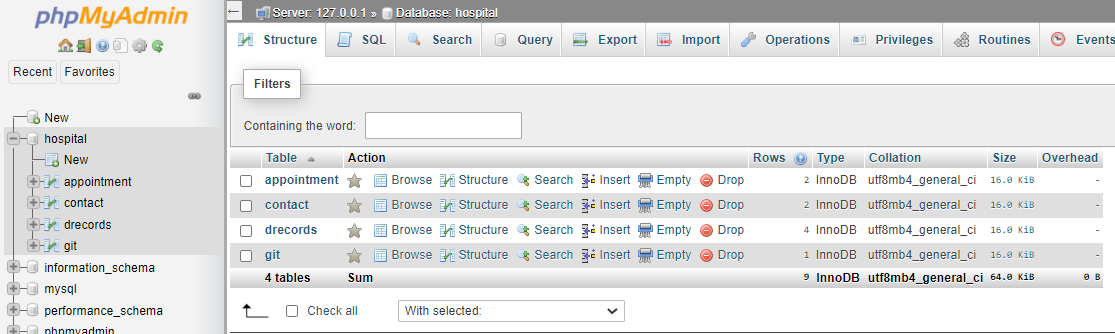 phpMyAdmin
Recent Favorites
New
hospital
New
appointment
contact
drecords
git
information_schema
mysql
performance_schema
phpmyadmin
Server: 127.0.0.1 » Database: hospital
Structure SQL Search Query Export Import Operations Privileges Routines Events
Filters
Containing the word:
Table Action Rows Type Collation Size Overhead
appointment Browse Structure Search Insert Empty Drop 2 InnoDB utf8mb4_general_ci 16.0 KiB -
contact Browse Structure Search Insert Empty Drop 2 InnoDB utf8mb4_general_ci 16.0 KiB -
drecords Browse Structure Search Insert Empty Drop 4 InnoDB utf8mb4_general_ci 16.0 KiB -
git Browse Structure Search Insert Empty Drop 1 InnoDB utf8mb4_general_ci 16.0 KiB -
4 tables Sum 9 InnoDB utf8mb4_general_ci 64.0 KiB 0 B
Check all With selected: